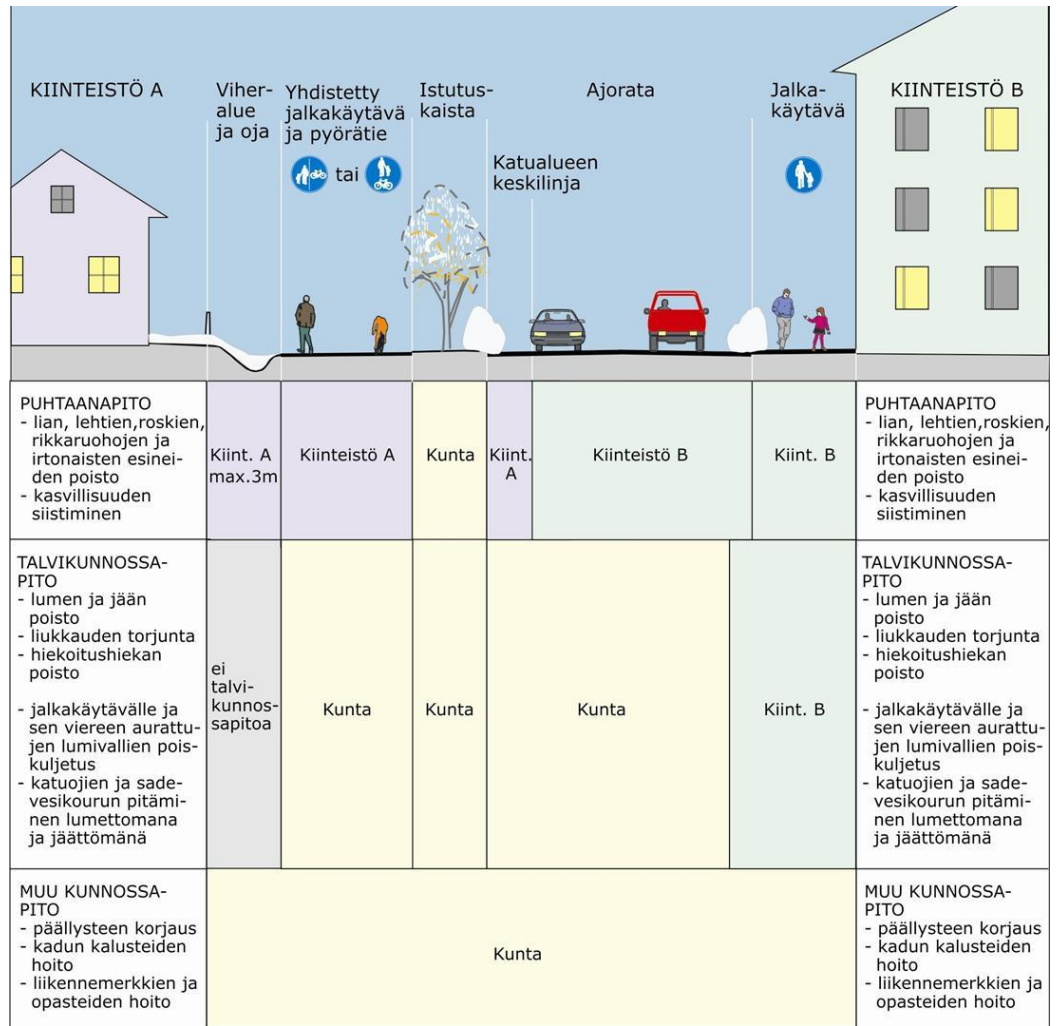 KIINTEISTÖ A
Viher-
alue
ja oja
Yhdistetty
jalkakäytävä
ja pyörätie
tai
Istutus-
kaista
Katualueen
keskilinja
Ajorata
Jalka-
käytävä
KIINTEISTÖ B
PUHTAANAPITO
- lian, lehtien,roskien,
rikkaruohojen ja
irtonaisten esinei-
den poisto
- kasvillisuuden
siistiminen
Kiint. A
max.3m
Kiinteistö A
Kunta
Kiint.
A
Kiinteistö B
Kiint. B
PUHTAANAPITO
- lian, lehtien,roskien,
rikkaruohojen ja
irtonaisten esinei-
den poisto
- kasvillisuuden
siistiminen
TALVIKUNNOSSA-
PITO
- lumen ja jään
poisto
- liukkauden torjunta
- hiekoitushiekan
poisto
- jalkakäytävälle ja
sen viereen aurattu-
jen lumivallien pois-
kuljetus
- katuojien ja sade-
vesikourun pitämi-
nen lumettomana
ja jäättömänä
ei
talvi-
kunnos-
sapitoa
Kunta
Kunta
Kunta
Kiint. B
TALVIKUNNOSSA-
PITO
- lumen ja jään
poisto
- liukkauden torjunta
- hiekoitushiekan
poisto
- jalkakäytävälle ja
sen viereen aurattu-
jen lumivallien pois-
kuljetus
- katuojien ja sade-
vesikourun pitämi-
nen lumettomana
ja jäättömänä
MUU KUNNOSSA-
PITO
- päällysteen korjaus
- kadun kalusteiden
hoito
- liikennemerkkien ja
opasteiden hoito
Kunta
MUU KUNNOSSA-
PITO
- päällysteen korjaus
- kadun kalusteiden
hoito
- liikennemerkkien ja
opasteiden hoito